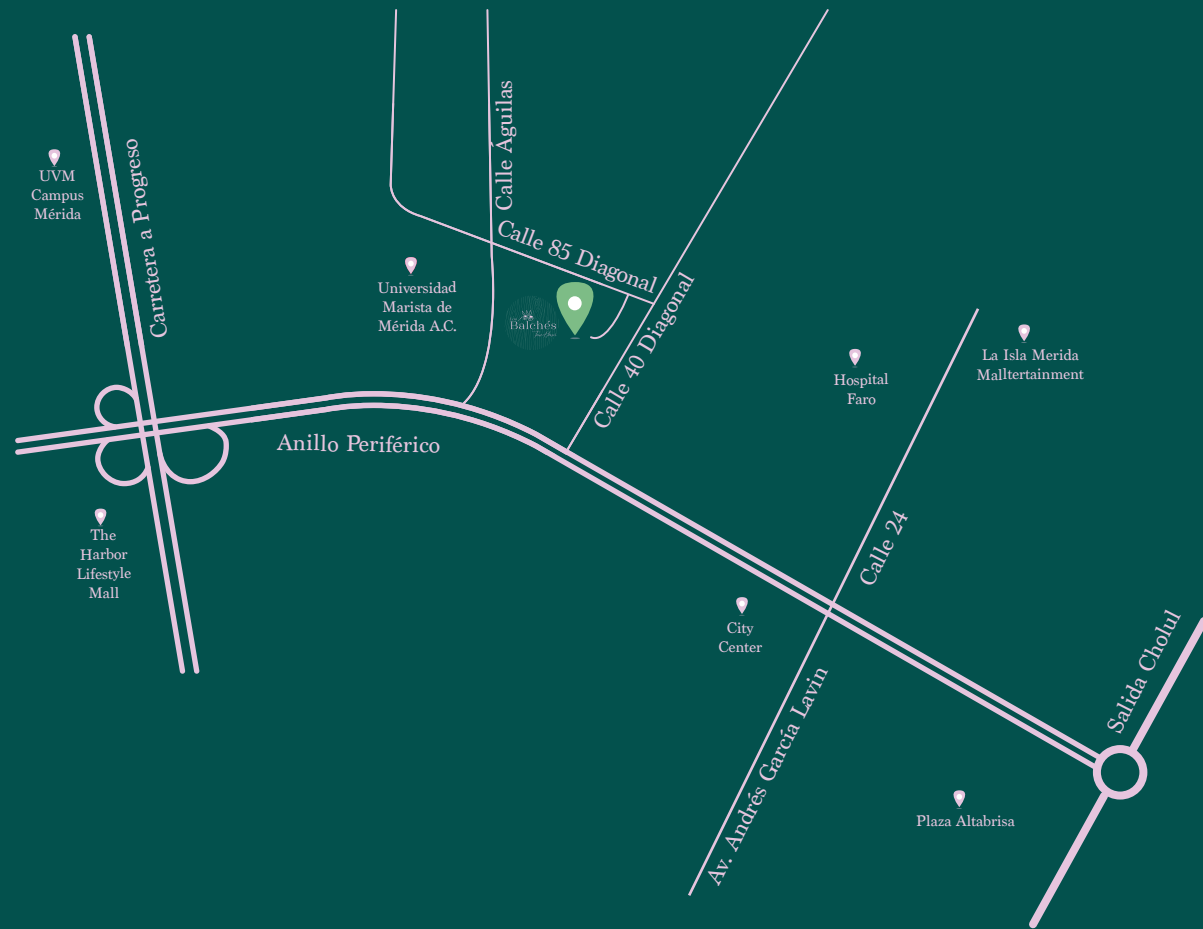 Calle Águilas
Carretera a Progreso
UVM
Campus
Mérida
Calle 85 Diagonal
Universidad
Marista de
Mérida A.C.
Balchés
Calle 40 Diagonal
La Isla Merida
Malltertainment
Hospital
Faro
Anillo Periférico
The
Harbor
Lifestyle
Mall
Calle 24
City
Center
Salida Cholul
Av. Andrés García Lavin
Plaza Altabrisa